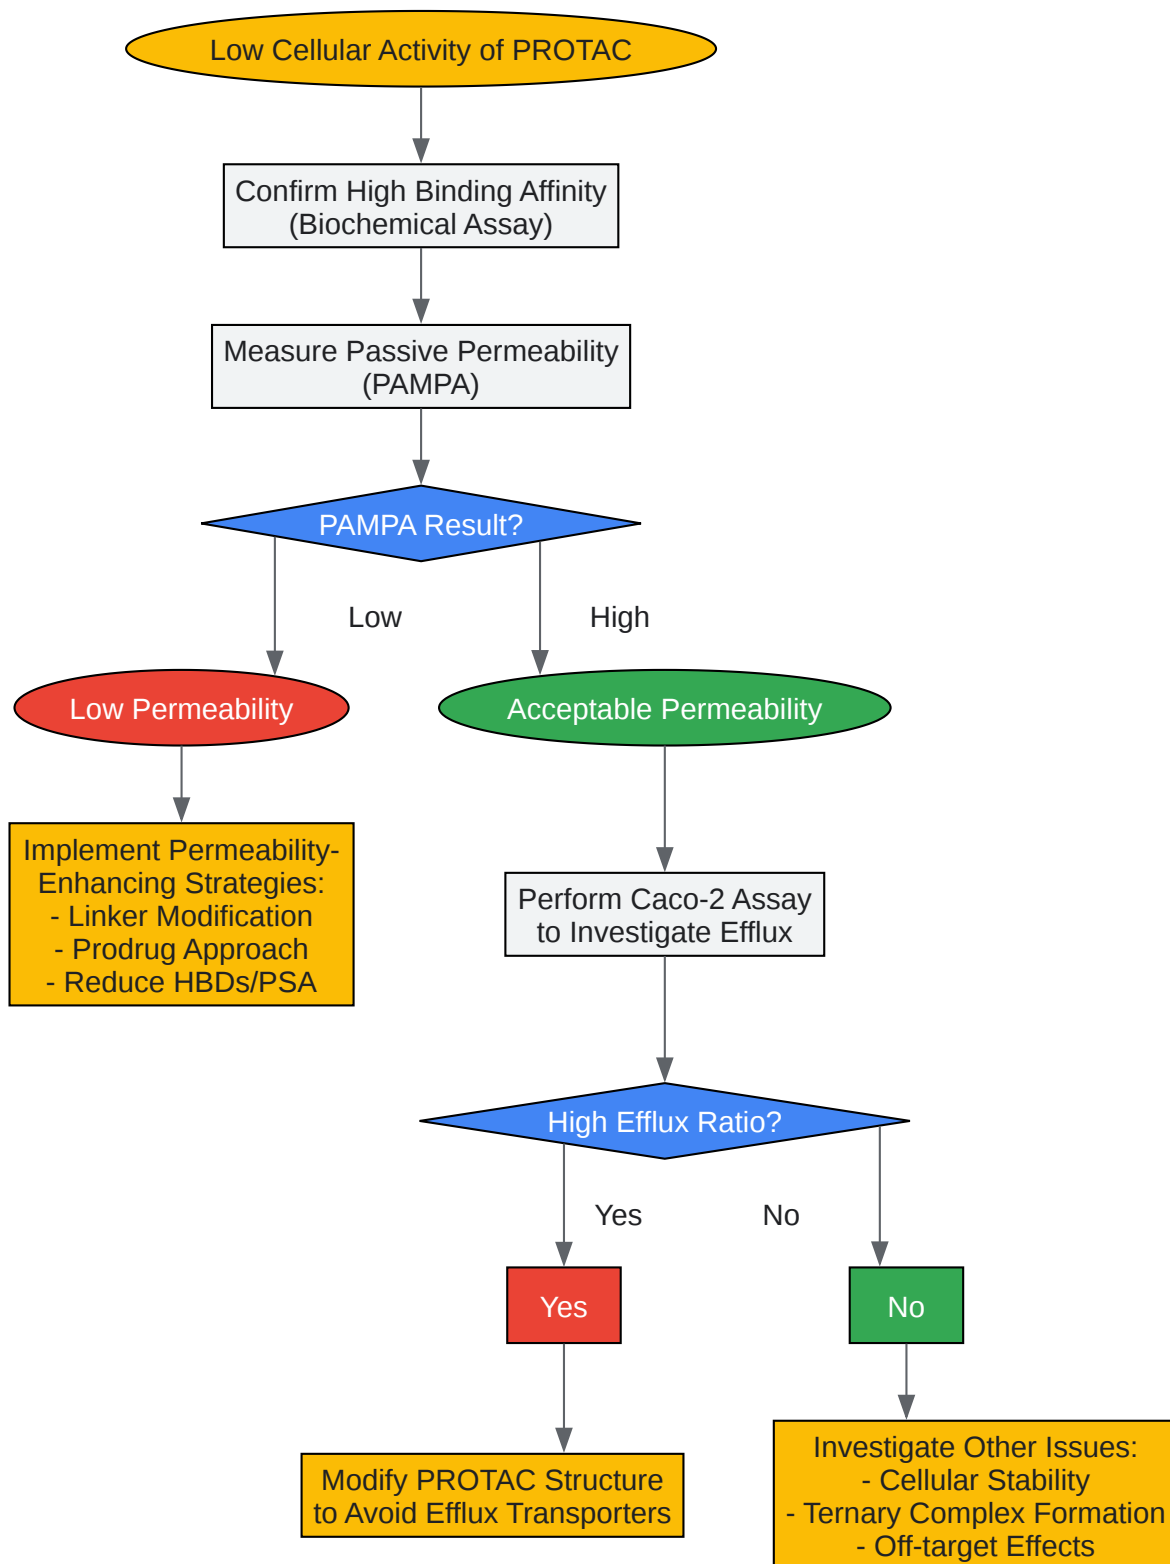 Low Cellular Activity of PROTAC
Confirm High Binding Affinity
(Biochemical Assay)
Measure Passive Permeability
(PAMPA)
PAMPA Result?
Low
High
Low Permeability
Acceptable Permeability
Implement Permeability-
Enhancing Strategies:
- Linker Modification
- Prodrug Approach
- Reduce HBDs/PSA
Perform Caco-2 Assay
to Investigate Efflux
High Efflux Ratio?
Yes
No
Yes
No
Modify PROTAC Structure
to Avoid Efflux Transporters
Investigate Other Issues:
- Cellular Stability
- Ternary Complex Formation
- Off-target Effects